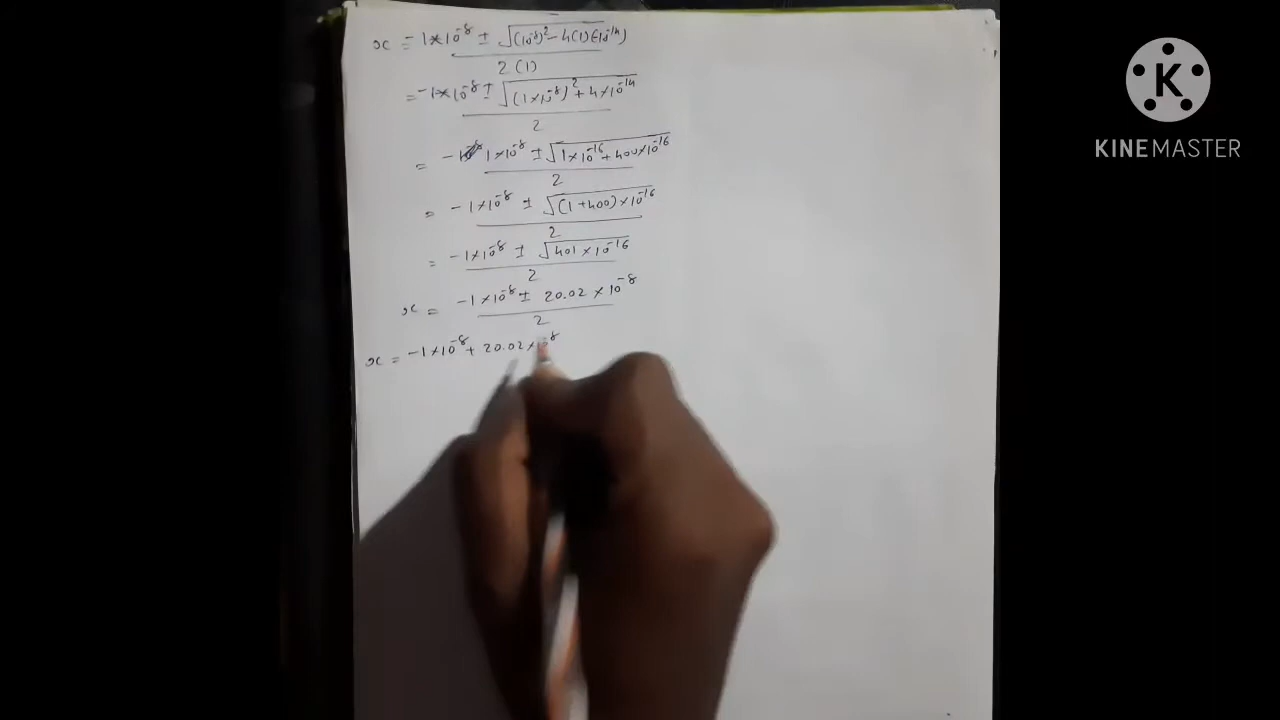 x = -1×10⁻⁸ ± √(10⁻⁸)² - 4(1)(-10⁻¹⁴)
2(1)
= -1×10⁻⁸ ± √(1×10⁻⁸)² + 4×10⁻¹⁴
2
= - 1×10⁻⁸ ± √1×10⁻¹⁶ + 400×10⁻¹⁶
2
= -1×10⁻⁸ ± √(1+400)×10⁻¹⁶
2
= -1×10⁻⁸ ± √401×10⁻¹⁶
2
x = -1×10⁻⁸ ± 20.02×10⁻⁸
2
x = -1×10⁻⁸ + 20.02×10⁻⁸
K
KINEMASTER